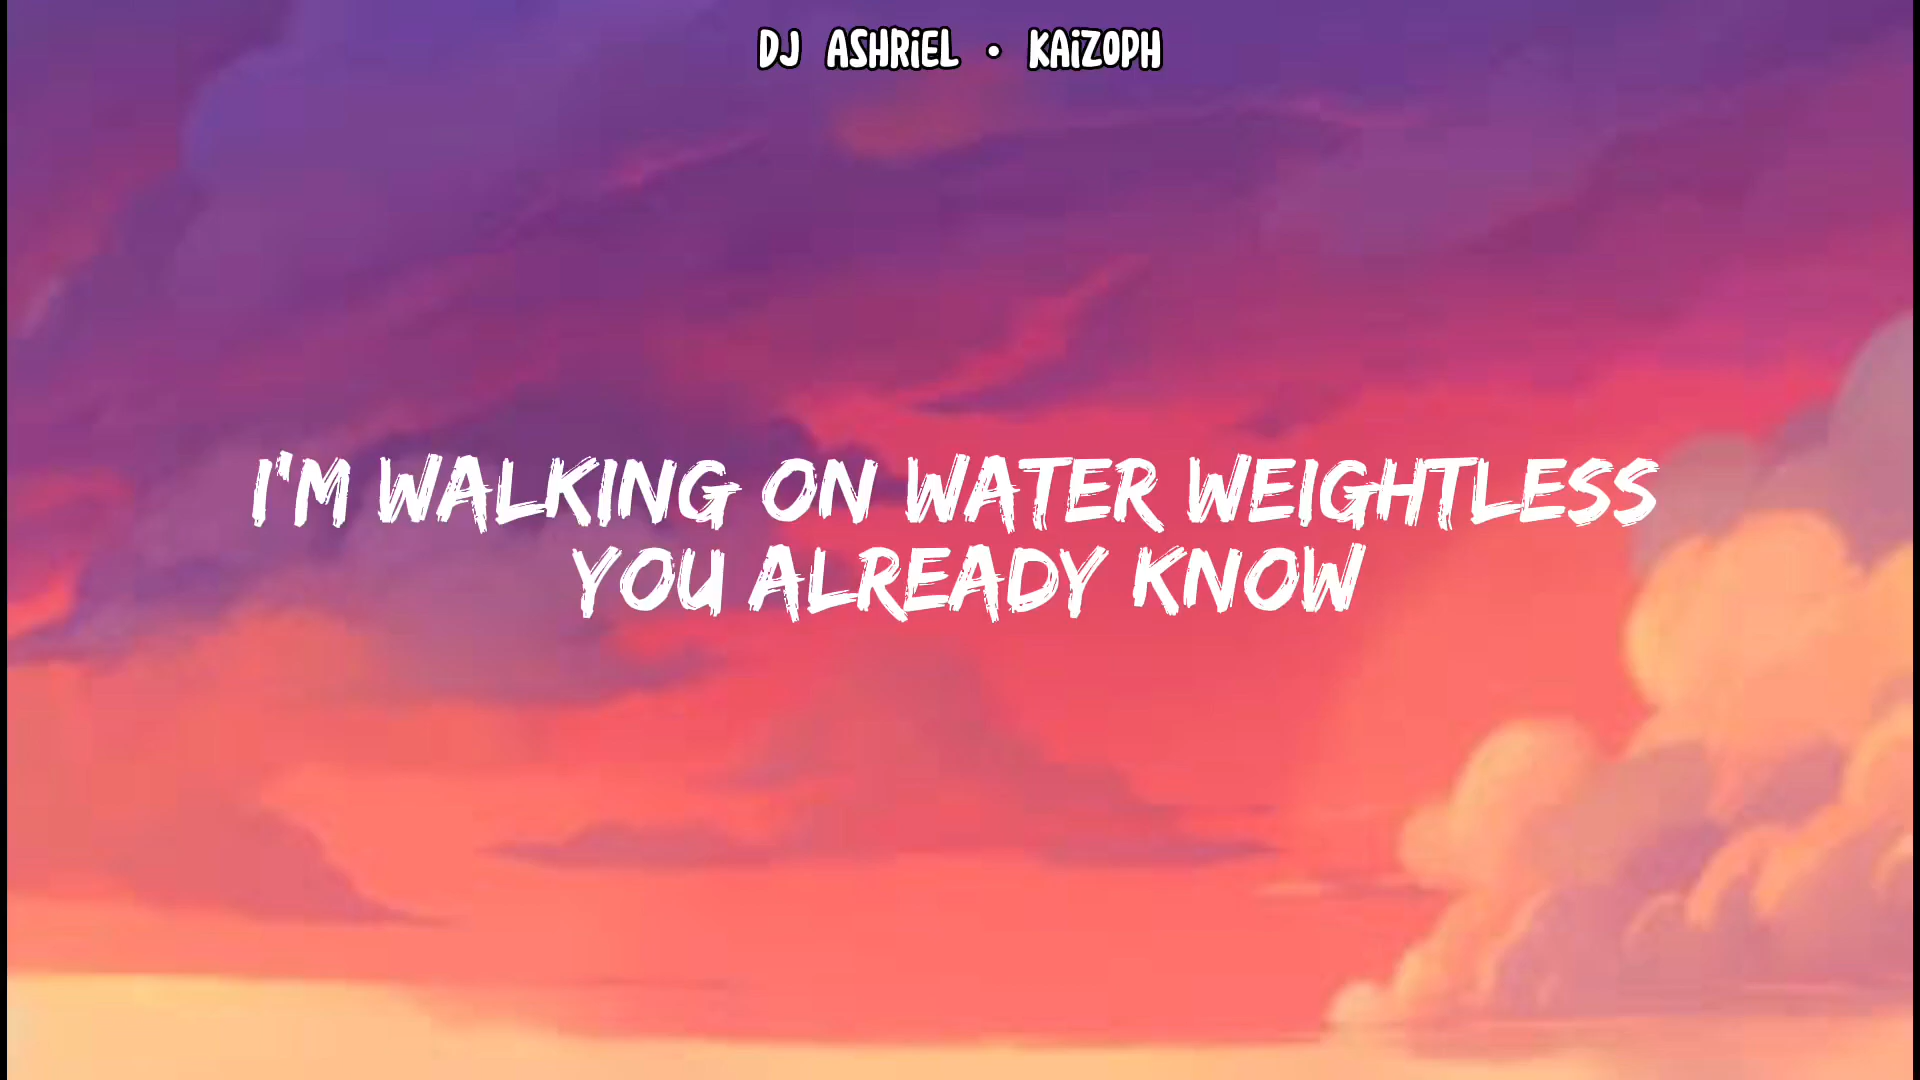 DJ ASHRiEL • KAiZOPH
I'M WALKING ON WATER WEIGHTLESS
YOU ALREADY KNOW